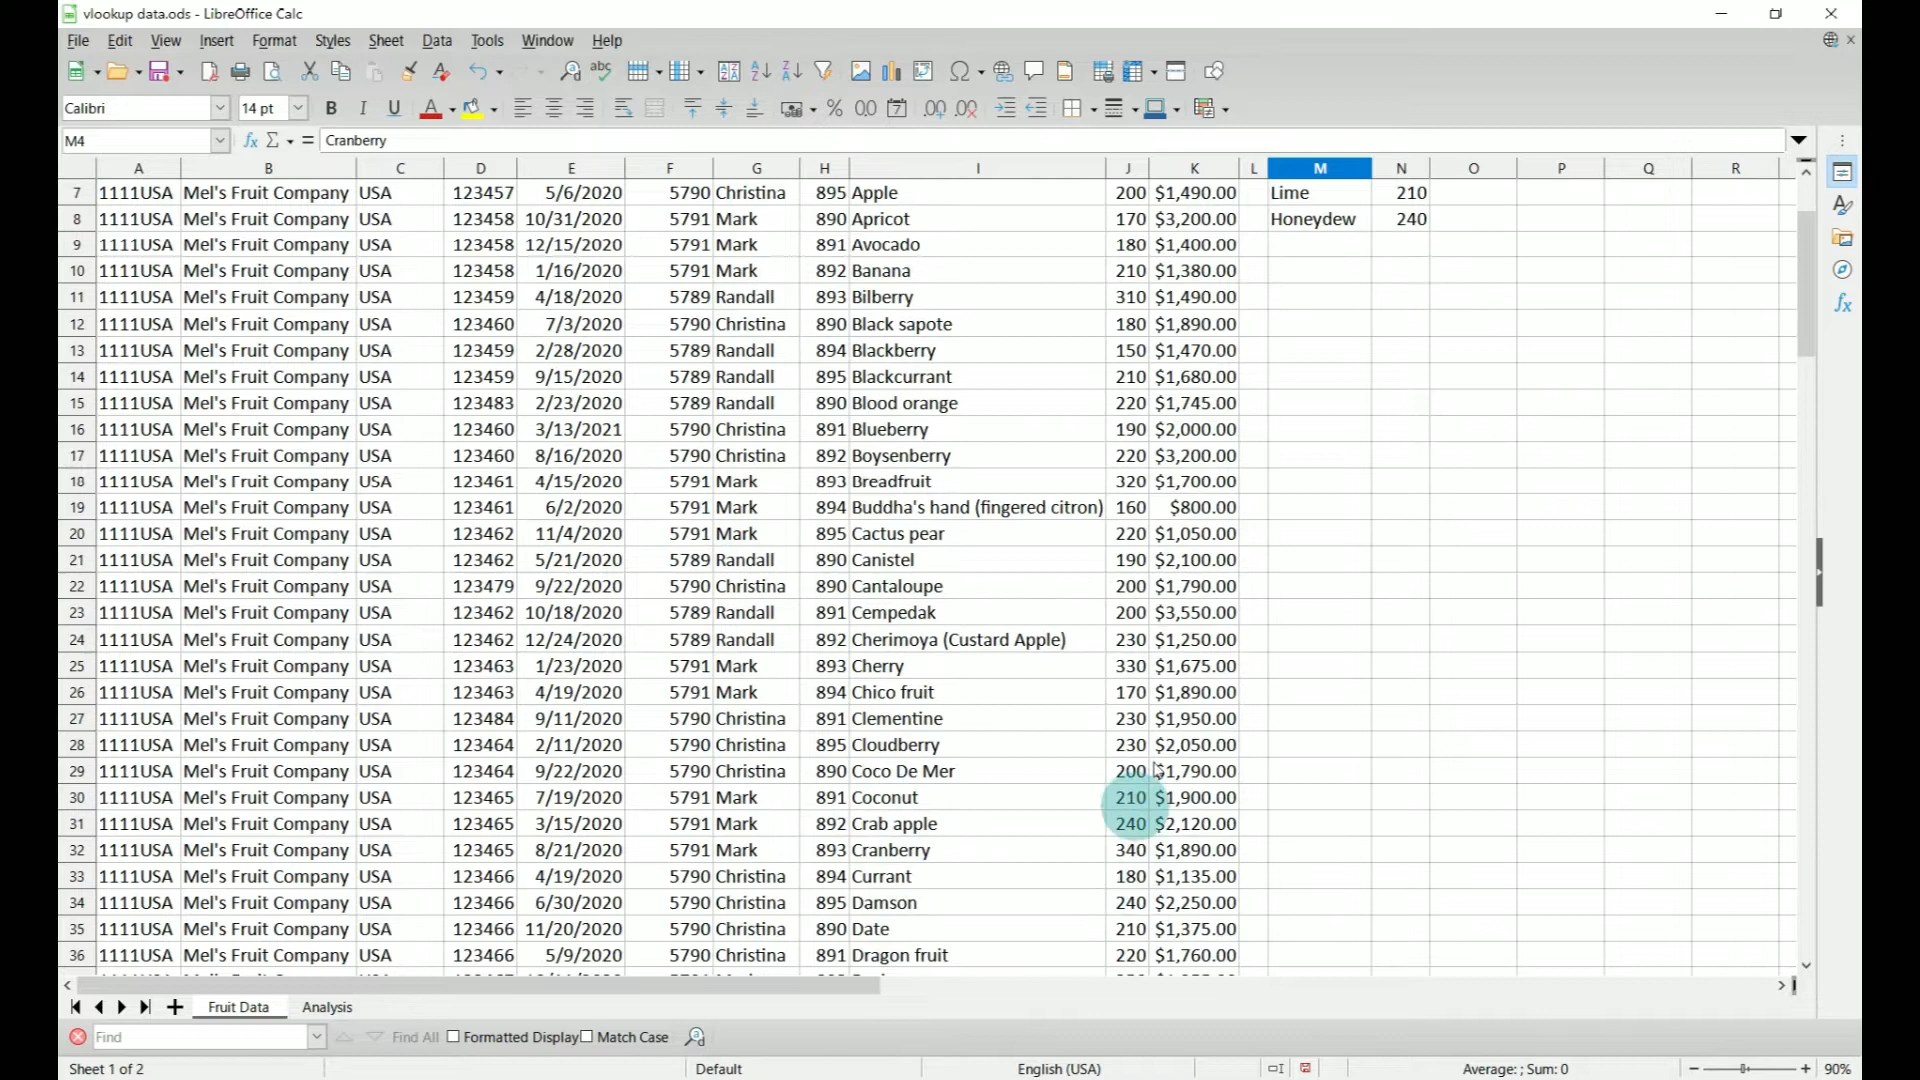 vlookup data.ods - LibreOffice Calc
File Edit View Insert Format Styles Sheet Data Tools Window Help
Calibri 14 pt
M4 Cranberry
A B C D E F G H I J K L M N O P Q R
7 1111USA Mel's Fruit Company USA 123457 5/6/2020 5790 Christina 895 Apple 200 $1,490.00 Lime 210
8 1111USA Mel's Fruit Company USA 123458 10/31/2020 5790 Mark 890 Apricot 170 $3,200.00 Honeydew 240
9 1111USA Mel's Fruit Company USA 123458 12/15/2020 5791 Mark 891 Avocado 180 $1,400.00
10 1111USA Mel's Fruit Company USA 123458 1/16/2020 5791 Mark 892 Banana 210 $1,380.00
11 1111USA Mel's Fruit Company USA 123459 4/18/2020 5789 Randall 893 Bilberry 310 $1,490.00
12 1111USA Mel's Fruit Company USA 123460 7/3/2020 5790 Christina 890 Black sapote 180 $1,890.00
13 1111USA Mel's Fruit Company USA 123459 2/28/2020 5789 Randall 894 Blackberry 150 $1,470.00
14 1111USA Mel's Fruit Company USA 123459 9/15/2020 5789 Randall 895 Blackcurrant 210 $1,680.00
15 1111USA Mel's Fruit Company USA 123483 2/23/2020 5789 Randall 890 Blood orange 220 $1,745.00
16 1111USA Mel's Fruit Company USA 123460 3/13/2021 5790 Christina 891 Blueberry 190 $2,000.00
17 1111USA Mel's Fruit Company USA 123460 8/16/2020 5790 Christina 892 Boysenberry 220 $3,200.00
18 1111USA Mel's Fruit Company USA 123461 4/15/2020 5791 Mark 893 Breadfruit 320 $1,700.00
19 1111USA Mel's Fruit Company USA 123461 6/2/2020 5791 Mark 894 Buddha's hand (fingered citron) 160 $800.00
20 1111USA Mel's Fruit Company USA 123462 11/4/2020 5791 Mark 895 Cactus pear 220 $1,050.00
21 1111USA Mel's Fruit Company USA 123462 5/21/2020 5789 Randall 890 Canistel 190 $2,100.00
22 1111USA Mel's Fruit Company USA 123479 9/22/2020 5790 Christina 890 Cantaloupe 200 $1,790.00
23 1111USA Mel's Fruit Company USA 123462 10/18/2020 5789 Randall 891 Cempedak 200 $3,550.00
24 1111USA Mel's Fruit Company USA 123462 12/24/2020 5789 Randall 892 Cherimoya (Custard Apple) 230 $1,250.00
25 1111USA Mel's Fruit Company USA 123463 1/23/2020 5791 Mark 893 Cherry 330 $1,675.00
26 1111USA Mel's Fruit Company USA 123463 4/19/2020 5791 Mark 894 Chico fruit 170 $1,890.00
27 1111USA Mel's Fruit Company USA 123484 9/11/2020 5790 Christina 891 Clementine 230 $1,950.00
28 1111USA Mel's Fruit Company USA 123464 2/11/2020 5790 Christina 895 Cloudberry 230 $2,050.00
29 1111USA Mel's Fruit Company USA 123464 9/22/2020 5790 Christina 890 Coco De Mer 200 $1,790.00
30 1111USA Mel's Fruit Company USA 123465 7/19/2020 5791 Mark 891 Coconut 210 $1,900.00
31 1111USA Mel's Fruit Company USA 123465 3/15/2020 5791 Mark 892 Crab apple 240 $2,120.00
32 1111USA Mel's Fruit Company USA 123465 8/21/2020 5791 Mark 893 Cranberry 340 $1,890.00
33 1111USA Mel's Fruit Company USA 123466 4/19/2020 5790 Christina 894 Currant 180 $1,135.00
34 1111USA Mel's Fruit Company USA 123466 6/30/2020 5790 Christina 895 Damson 240 $2,250.00
35 1111USA Mel's Fruit Company USA 123466 11/20/2020 5790 Christina 890 Date 210 $1,375.00
36 1111USA Mel's Fruit Company USA 123466 5/9/2020 5790 Christina 891 Dragon fruit 220 $1,760.00
Fruit Data Analysis
Find Find All Formatted Display Match Case
Sheet 1 of 2 Default English (USA) Average: ; Sum: 0 90%